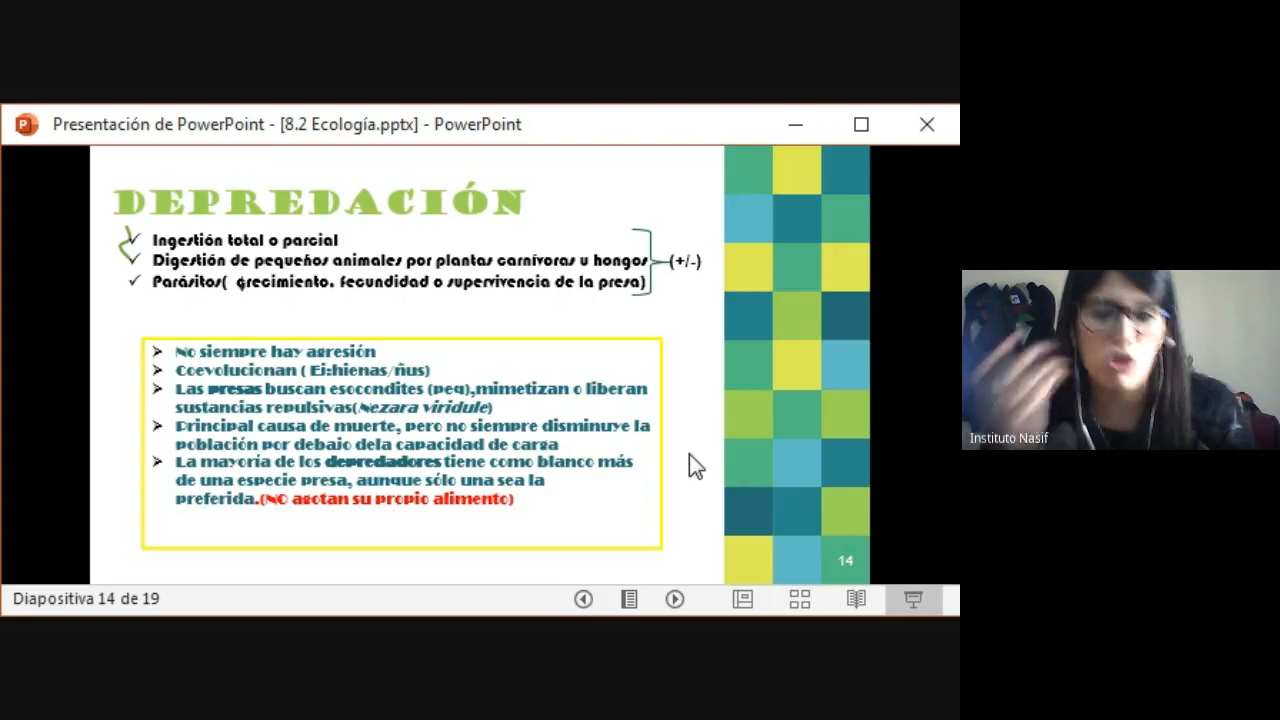 Presentación de PowerPoint - [8.2 Ecología.pptx] - PowerPoint
DEPREDACIÓN
Ingestión total o parcial
Digestión de pequeños animales por plantas carnívoras u hongos
(+/-)
Parásitos( crecimiento, fecundidad o supervivencia de la presa)
No siempre hay agresión
Coevolucionan ( Ej:hienas/ñus)
Las presas buscan esocondites (peq),mimetizan o liberan
sustancias repulsivas(Nezara viridule)
Principal causa de muerte, pero no siempre disminuye la
población por debajo dela capacidad de carga
La mayoría de los depredadores tiene como blanco más
de una especie presa, aunque sólo una sea la
preferida.(NO agotan su propio alimento)
14
Diapositiva 14 de 19
Instituto Nasif